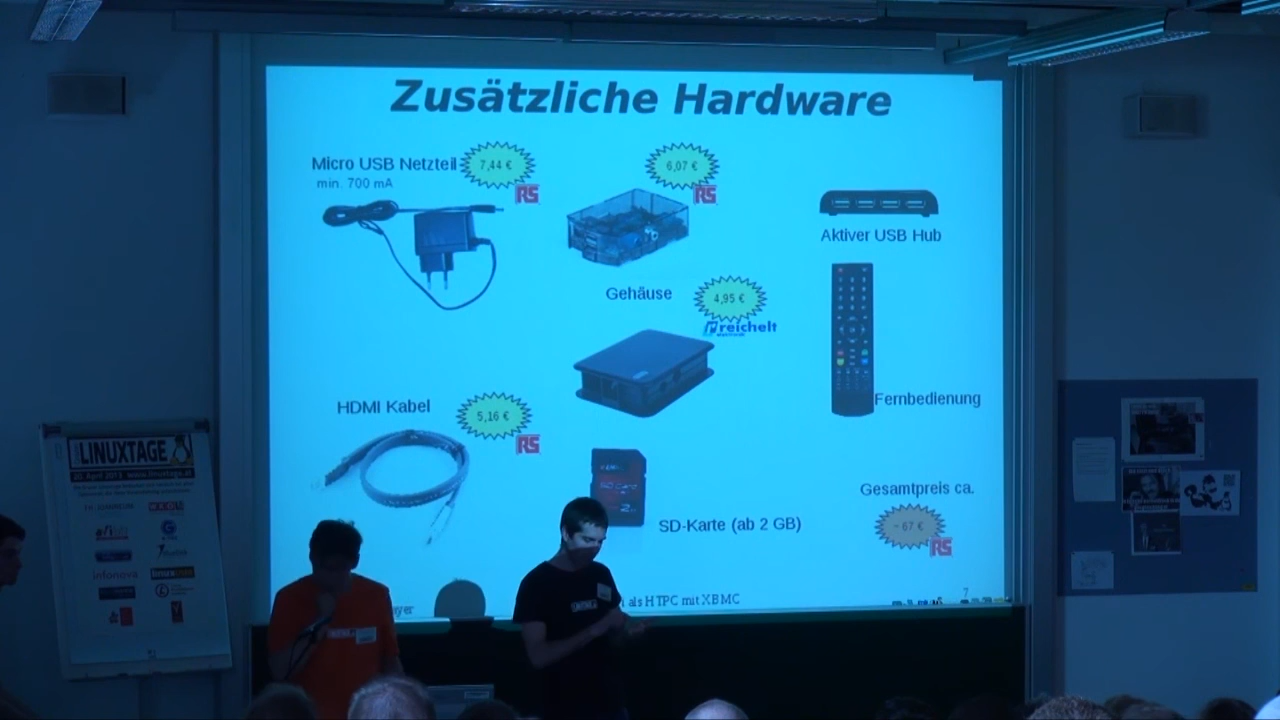 Zusätzliche Hardware
Micro USB Netzteil
min. 700 mA
7,44 €
RS
6,07 €
RS
Aktiver USB Hub
Gehäuse
4,95 €
reichelt
Fernbedienung
HDMI Kabel
5,16 €
RS
SD-Karte (ab 2 GB)
Gesamtpreis ca.
~ 67 €
RS
als HTPC mit XBMC
7
LINUXTAGE
infonova